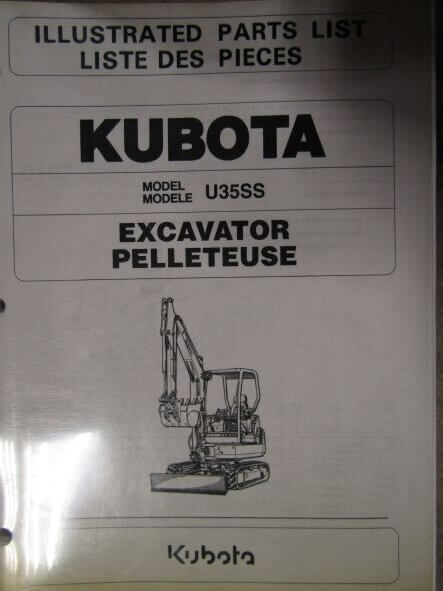 ILLUSTRATED PARTS LIST
LISTE DES PIECES
KUBOTA
MODEL
MODELE U35SS
EXCAVATOR
PELLETEUSE
Kubota